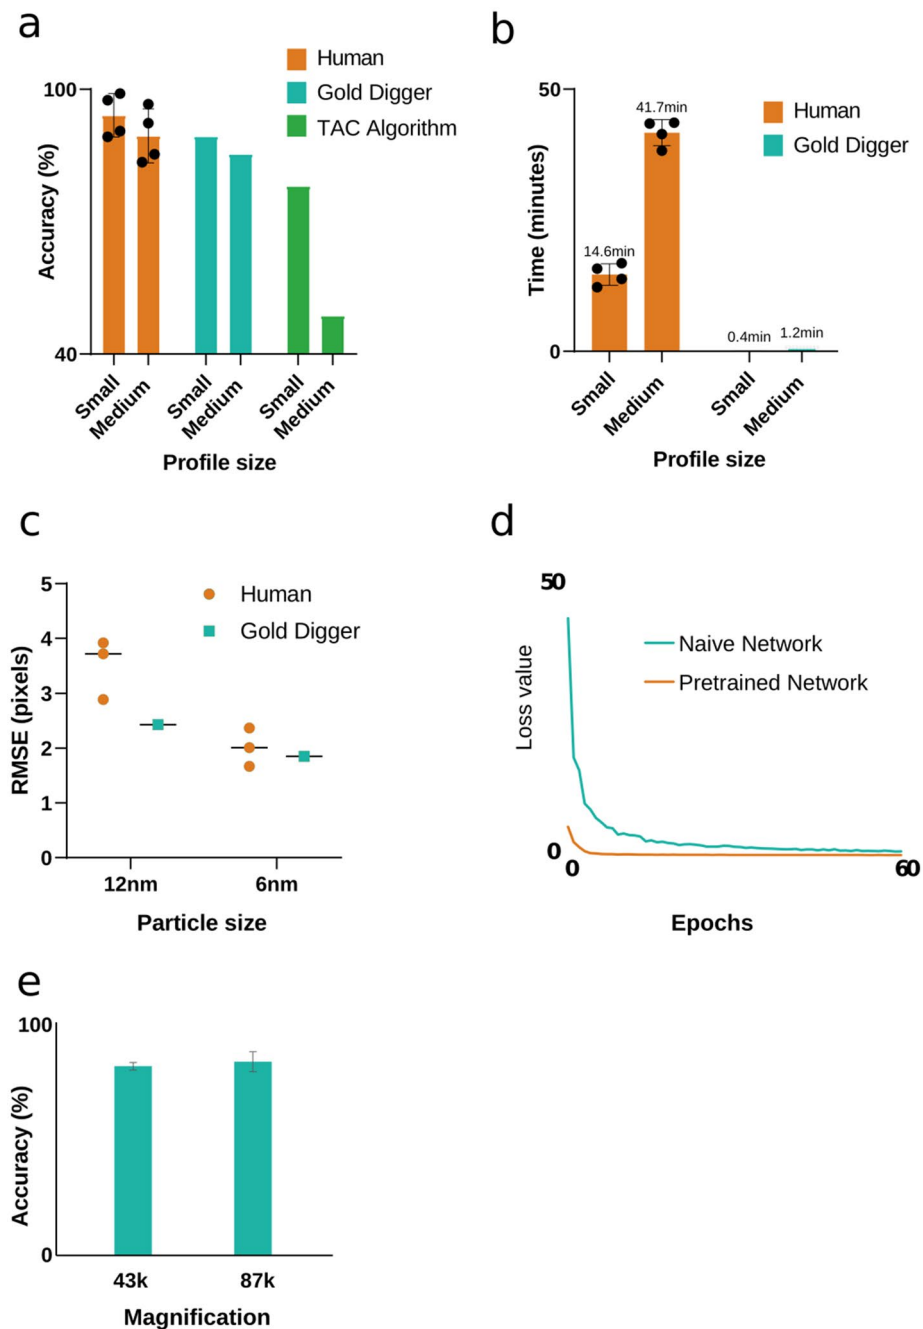 a
Human
Gold Digger
TAC Algorithm
100
40
Accuracy (%)
Small
Medium
Small
Medium
Small
Medium
Profile size
b
Human
Gold Digger
50
0
Time (minutes)
14.6min
41.7min
0.4min
1.2min
Small
Medium
Small
Medium
Profile size
c
Human
Gold Digger
5
4
3
2
1
0
RMSE (pixels)
12nm
6nm
Particle size
d
50
0
Loss value
Naive Network
Pretrained Network
0
60
Epochs
e
100
0
Accuracy (%)
43k
87k
Magnification